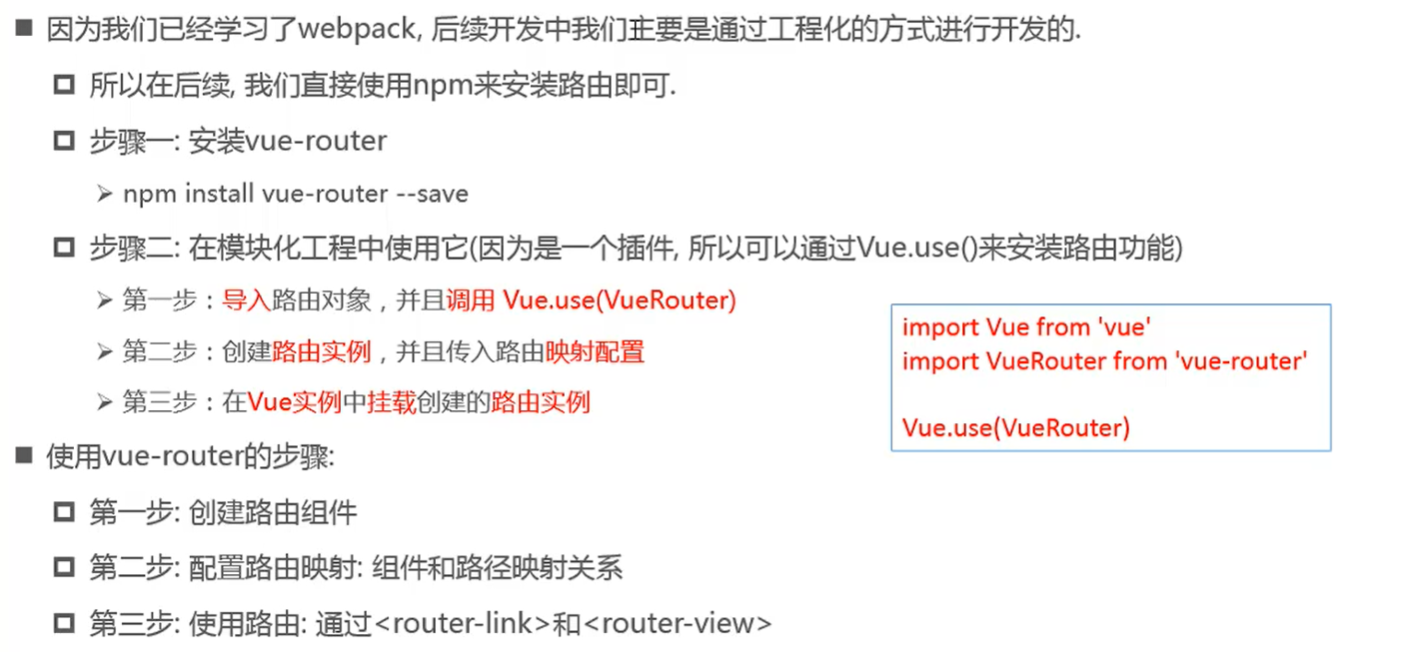 因为我们已经学习了webpack, 后续开发中我们主要是通过工程化的方式进行开发的.
所以在后续, 我们直接使用npm来安装路由即可.
步骤一: 安装vue-router
npm install vue-router --save
步骤二: 在模块化工程中使用它(因为是一个插件, 所以可以通过Vue.use()来安装路由功能)
第一步：导入路由对象，并且调用 Vue.use(VueRouter)
第二步：创建路由实例，并且传入路由映射配置
第三步：在Vue实例中挂载创建的路由实例
import Vue from 'vue'
import VueRouter from 'vue-router'
Vue.use(VueRouter)
使用vue-router的步骤:
第一步: 创建路由组件
第二步: 配置路由映射: 组件和路径映射关系
第三步: 使用路由: 通过<router-link>和<router-view>